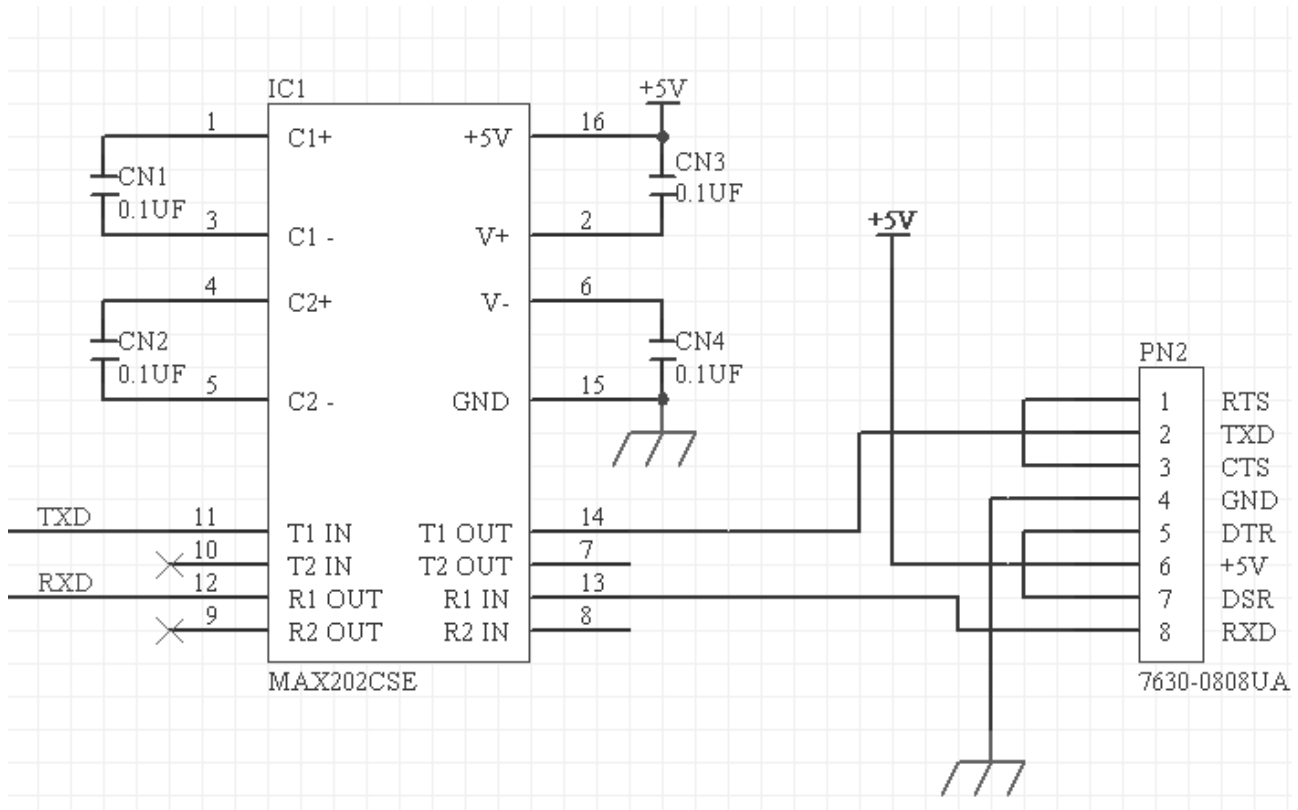 IC1
+5V
1
C1+
+5V
16
CN1
0.1UF
CN3
0.1UF
3
C1 -
V+
2
+5V
4
C2+
V-
6
CN2
0.1UF
CN4
0.1UF
5
C2 -
GND
15
PN2
1 RTS
2 TXD
3 CTS
4 GND
5 DTR
6 +5V
7 DSR
8 RXD
7630-0808UA
TXD
11
T1 IN
T1 OUT
14
10
T2 IN
T2 OUT
7
RXD
12
R1 OUT
R1 IN
13
9
R2 OUT
R2 IN
8
MAX202CSE